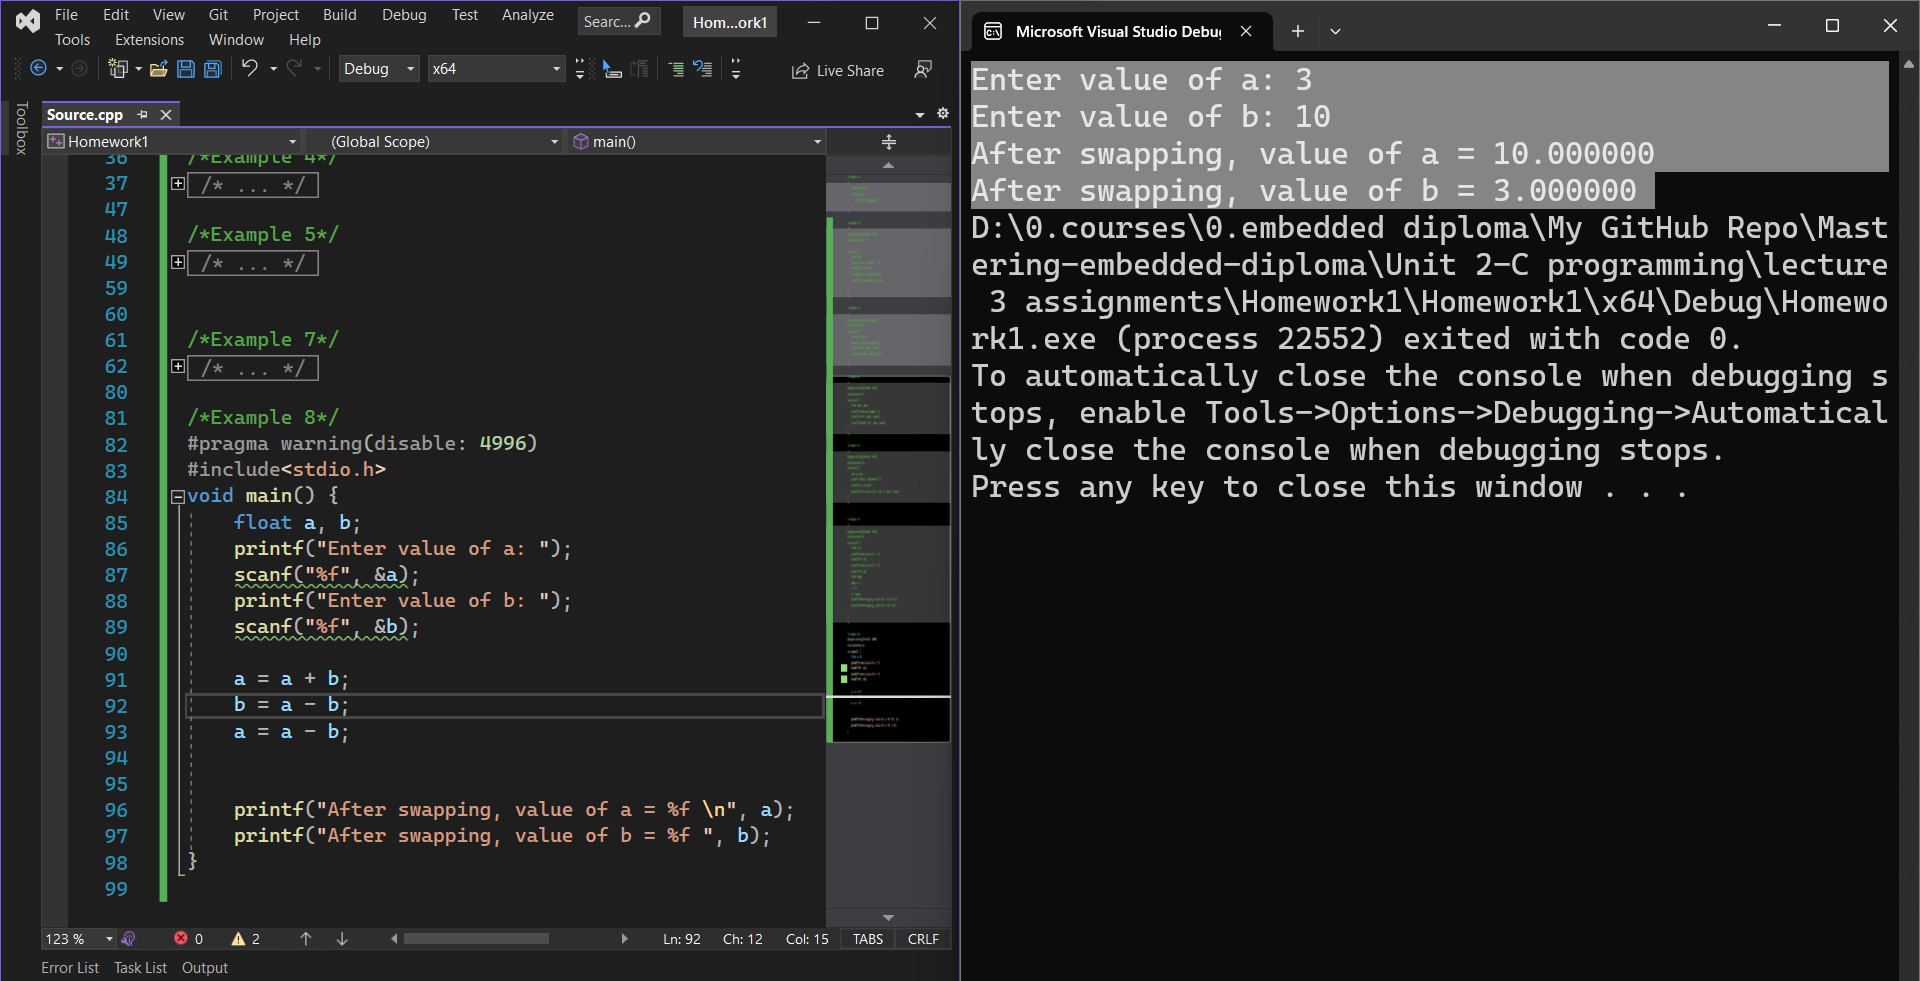 File Edit View Git Project Build Debug Test Analyze Searc... Hom...ork1
Tools Extensions Window Help
Debug x64 Live Share
Toolbox
Source.cpp
Homework1 (Global Scope) main()
36 /*Example 4*/
37 /* ... */
47
48 /*Example 5*/
49 /* ... */
59
60
61 /*Example 7*/
62 /* ... */
80
81 /*Example 8*/
82 #pragma warning(disable: 4996)
83 #include<stdio.h>
84 void main() {
85 float a, b;
86 printf("Enter value of a: ");
87 scanf("%f", &a);
88 printf("Enter value of b: ");
89 scanf("%f", &b);
90
91 a = a + b;
92 b = a - b;
93 a = a - b;
94
95
96 printf("After swapping, value of a = %f \n", a);
97 printf("After swapping, value of b = %f ", b);
98 }
99
123 % 0 2 Ln: 92 Ch: 12 Col: 15 TABS CRLF
Error List Task List Output
Microsoft Visual Studio Debu
Enter value of a: 3
Enter value of b: 10
After swapping, value of a = 10.000000
After swapping, value of b = 3.000000
D:\0.courses\0.embedded diploma\My GitHub Repo\Mast
ering-embedded-diploma\Unit 2-C programming\lecture
3 assignments\Homework1\Homework1\x64\Debug\Homewo
rk1.exe (process 22552) exited with code 0.
To automatically close the console when debugging s
tops, enable Tools->Options->Debugging->Automatical
ly close the console when debugging stops.
Press any key to close this window . . .